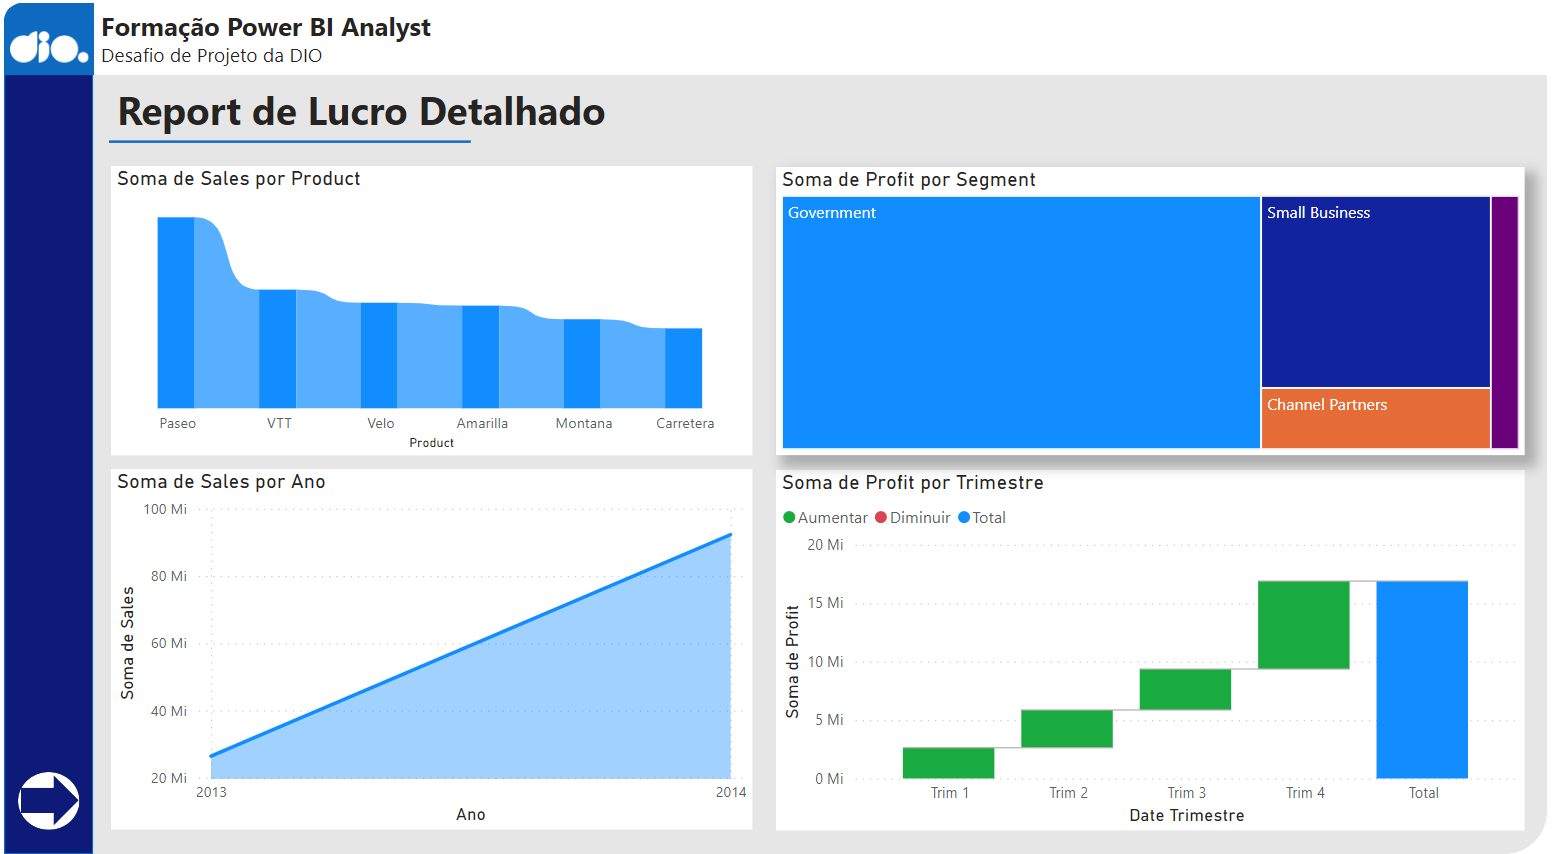 dio.
Formação Power BI Analyst
Desafio de Projeto da DIO
Report de Lucro Detalhado
Soma de Sales por Product
Paseo VTT Velo Amarilla Montana Carretera
Product
Soma de Profit por Segment
Government
Small Business
Channel Partners
Soma de Sales por Ano
Soma de Sales
100 Mi
80 Mi
60 Mi
40 Mi
20 Mi
2013 2014
Ano
Soma de Profit por Trimestre
Aumentar Diminuir Total
Soma de Profit
20 Mi
15 Mi
10 Mi
5 Mi
0 Mi
Trim 1 Trim 2 Trim 3 Trim 4 Total
Date Trimestre